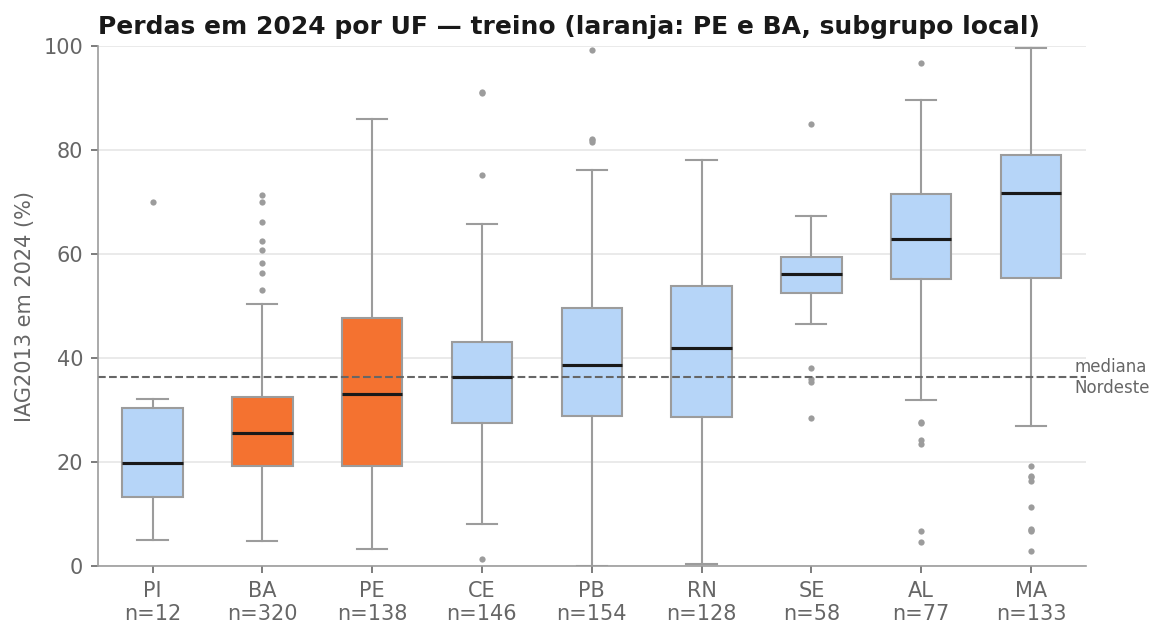 Perdas em 2024 por UF — treino (laranja: PE e BA, subgrupo local)
IAG2013 em 2024 (%)
100
80
60
40
20
0
mediana
Nordeste
PI BA PE CE PB RN SE AL MA
n=12 n=320 n=138 n=146 n=154 n=128 n=58 n=77 n=133